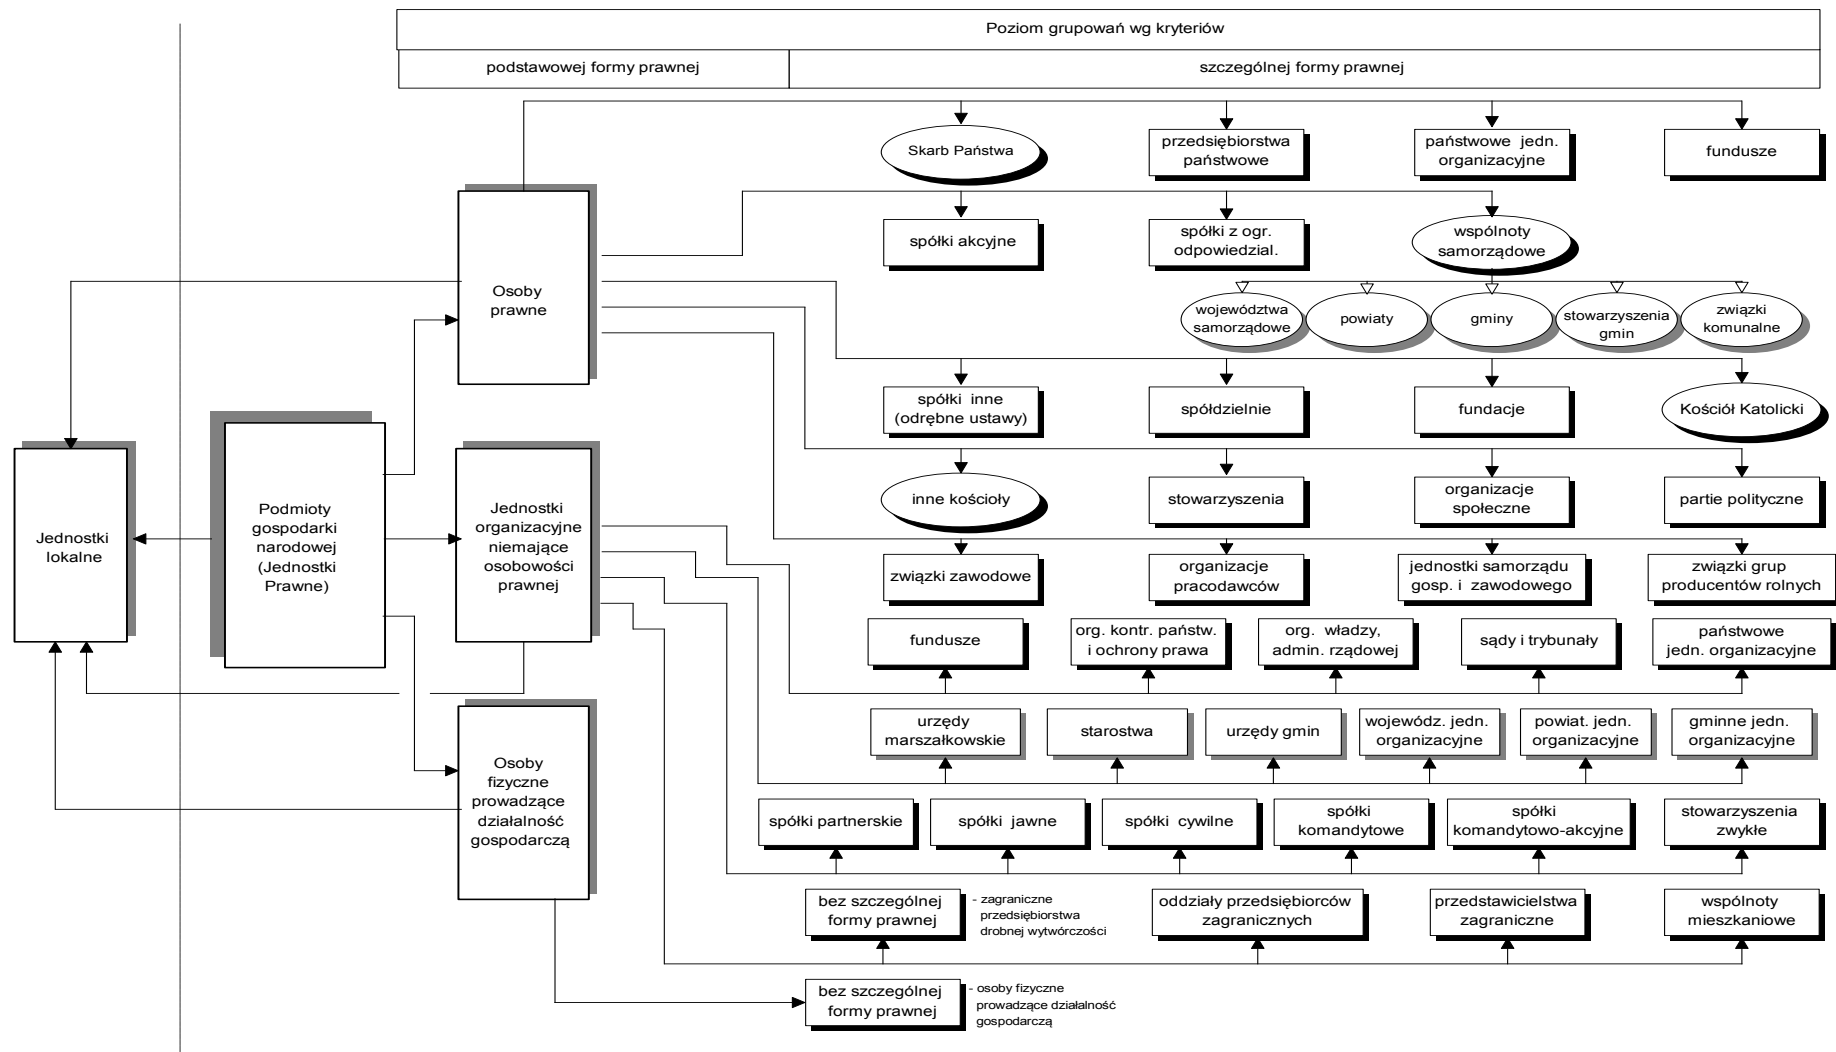 Poziom grupowań wg kryteriów
podstawowej formy prawnej
szczególnej formy prawnej
Skarb Państwa
przedsiębiorstwa
państwowe
państwowe jedn.
organizacyjne
fundusze
spółki akcyjne
spółki z ogr.
odpowiedzial.
wspólnoty
samorządowe
Osoby
prawne
województwa
samorządowe
powiaty
gminy
stowarzyszenia
gmin
związki
komunalne
spółki inne
(odrębne ustawy)
spółdzielnie
fundacje
Kościół Katolicki
inne kościoły
stowarzyszenia
organizacje
społeczne
partie polityczne
Jednostki
lokalne
Podmioty
gospodarki
narodowej
(Jednostki
Prawne)
Jednostki
organizacyjne
niemające
osobowości
prawnej
związki zawodowe
organizacje
pracodawców
jednostki samorządu
gosp. i zawodowego
związki grup
producentów rolnych
fundusze
org. kontr. państw.
i ochrony prawa
org. władzy,
admin. rządowej
sądy i trybunały
państwowe
jedn. organizacyjne
urzędy
marszałkowskie
starostwa
urzędy gmin
wojewódz. jedn.
organizacyjne
powiat. jedn.
organizacyjne
gminne jedn.
organizacyjne
Osoby
fizyczne
prowadzące
działalność
gospodarczą
spółki partnerskie
spółki jawne
spółki cywilne
spółki
komandytowe
spółki
komandytowo-akcyjne
stowarzyszenia
zwykłe
bez szczególnej
formy prawnej
- zagraniczne
przedsiębiorstwa
drobnej wytwórczości
oddziały przedsiębiorców
zagranicznych
przedstawicielstwa
zagraniczne
wspólnoty
mieszkaniowe
bez szczególnej
formy prawnej
- osoby fizyczne
prowadzące działalność
gospodarczą